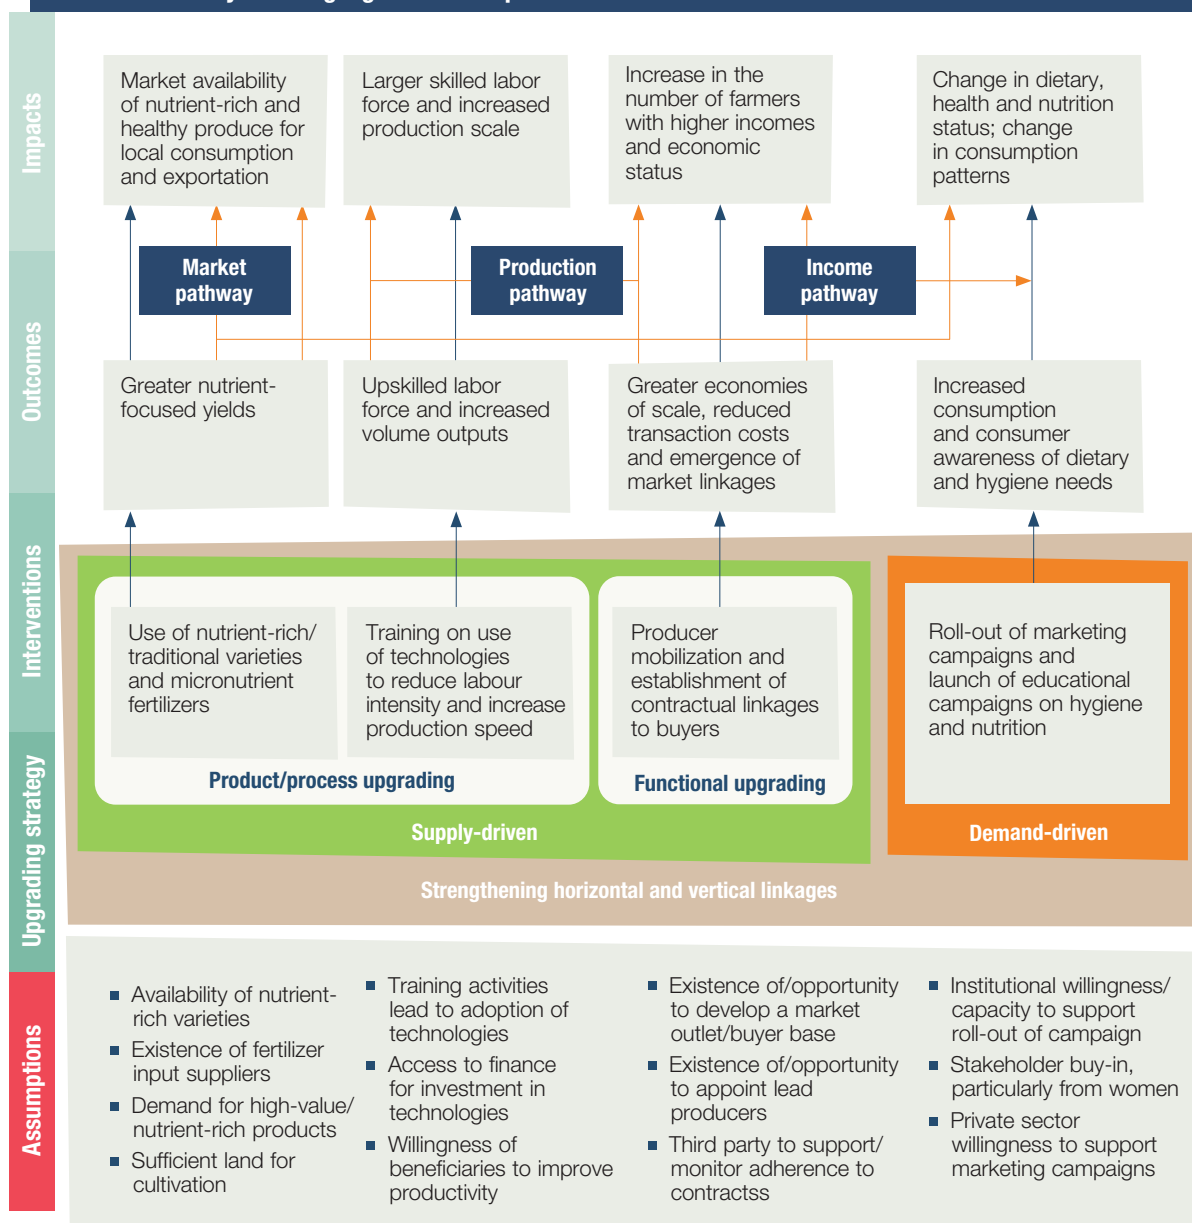 Impacts
Market availability
of nutrient-rich and
healthy produce for
local consumption
and exportation
Larger skilled labor
force and increased
production scale
Increase in the
number of farmers
with higher incomes
and economic
status
Change in dietary,
health and nutrition
status; change
in consumption
patterns
Market
pathway
Production
pathway
Income
pathway
Outcomes
Greater nutrient-
focused yields
Upskilled labor
force and increased
volume outputs
Greater economies
of scale, reduced
transaction costs
and emergence of
market linkages
Increased
consumption
and consumer
awareness of dietary
and hygiene needs
Interventions
Use of nutrient-rich/
traditional varieties
and micronutrient
fertilizers
Training on use
of technologies
to reduce labour
intensity and increase
production speed
Producer
mobilization and
establishment of
contractual linkages
to buyers
Roll-out of marketing
campaigns and
launch of educational
campaigns on hygiene
and nutrition
Upgrading strategy
Product/process upgrading
Functional upgrading
Supply-driven
Demand-driven
Strengthening horizontal and vertical linkages
Assumptions
▪ Availability of nutrient-
rich varieties
▪ Existence of fertilizer
input suppliers
▪ Demand for high-value/
nutrient-rich products
▪ Sufficient land for
cultivation
▪ Training activities
lead to adoption of
technologies
▪ Access to finance
for investment in
technologies
▪ Willingness of
beneficiaries to improve
productivity
▪ Existence of/opportunity
to develop a market
outlet/buyer base
▪ Existence of/opportunity
to appoint lead
producers
▪ Third party to support/
monitor adherence to
contractss
▪ Institutional willingness/
capacity to support
roll-out of campaign
▪ Stakeholder buy-in,
particularly from women
▪ Private sector
willingness to support
marketing campaigns